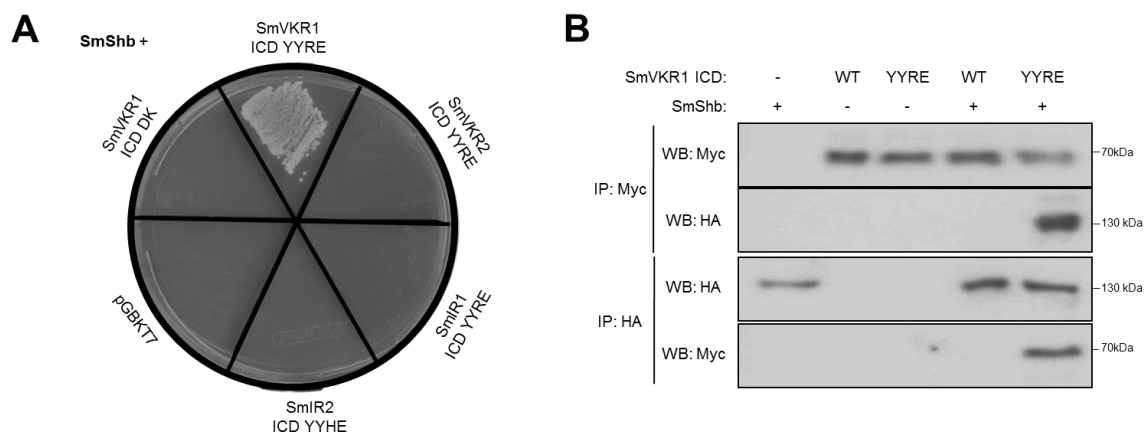 A
SmShb +
SmVKR1
ICD YYRE
SmVKR2
ICD YYRE
SmIR1
ICD YYRE
SmIR2
ICD YYHE
pGBKT7
SmVKR1
ICD DK
B
SmVKR1 ICD: - WT YYRE WT YYRE
SmShb: + - - + +
IP: Myc
WB: Myc
70kDa
WB: HA
130 kDa
IP: HA
WB: HA
130 kDa
WB: Myc
70kDa